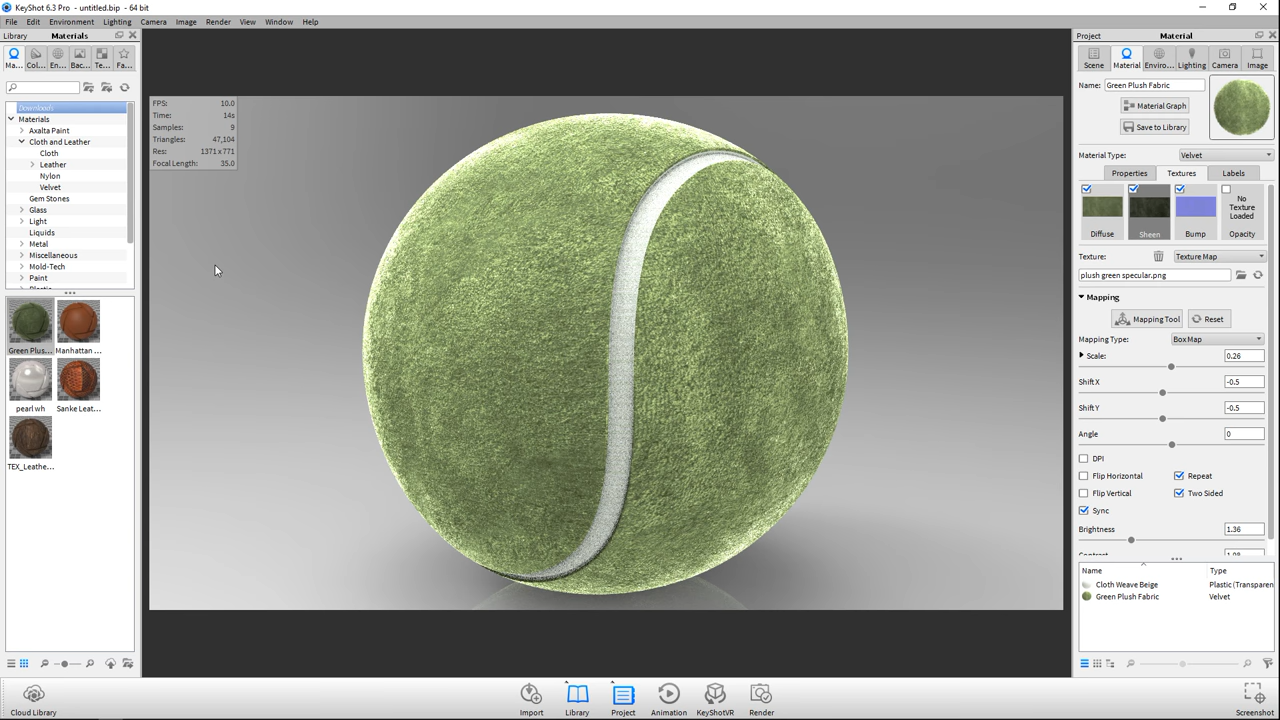 KeyShot 6.3 Pro - untitled.bip - 64 bit
File Edit Environment Lighting Camera Image Render View Window Help
Library Materials
Ma... Col... En... Bac... Te... Fa...
Downloads
Materials
Axalta Paint
Cloth and Leather
Cloth
Leather
Nylon
Velvet
Gem Stones
Glass
Light
Liquids
Metal
Miscellaneous
Mold-Tech
Paint
Green Plus... Manhattan ...
pearl wh Sanke Leat...
TEX_Leathe...
Cloud Library
FPS: 10.0
Time: 14s
Samples: 9
Triangles: 47,104
Res: 1371 x 771
Focal Length: 35.0
Import Library Project Animation KeyShotVR Render Screenshot
Project Material
Scene Material Enviro... Lighting Camera Image
Name: Green Plush Fabric
Material Graph
Save to Library
Material Type: Velvet
Properties Textures Labels
No Texture Loaded
Diffuse Sheen Bump Opacity
Texture: Texture Map
plush green specular.png
Mapping
Mapping Tool Reset
Mapping Type: Box Map
Scale: 0.26
Shift X -0.5
Shift Y -0.5
Angle 0
DPI
Flip Horizontal Repeat
Flip Vertical Two Sided
Sync
Brightness 1.36
Name Type
Cloth Weave Beige Plastic (Transparen
Green Plush Fabric Velvet